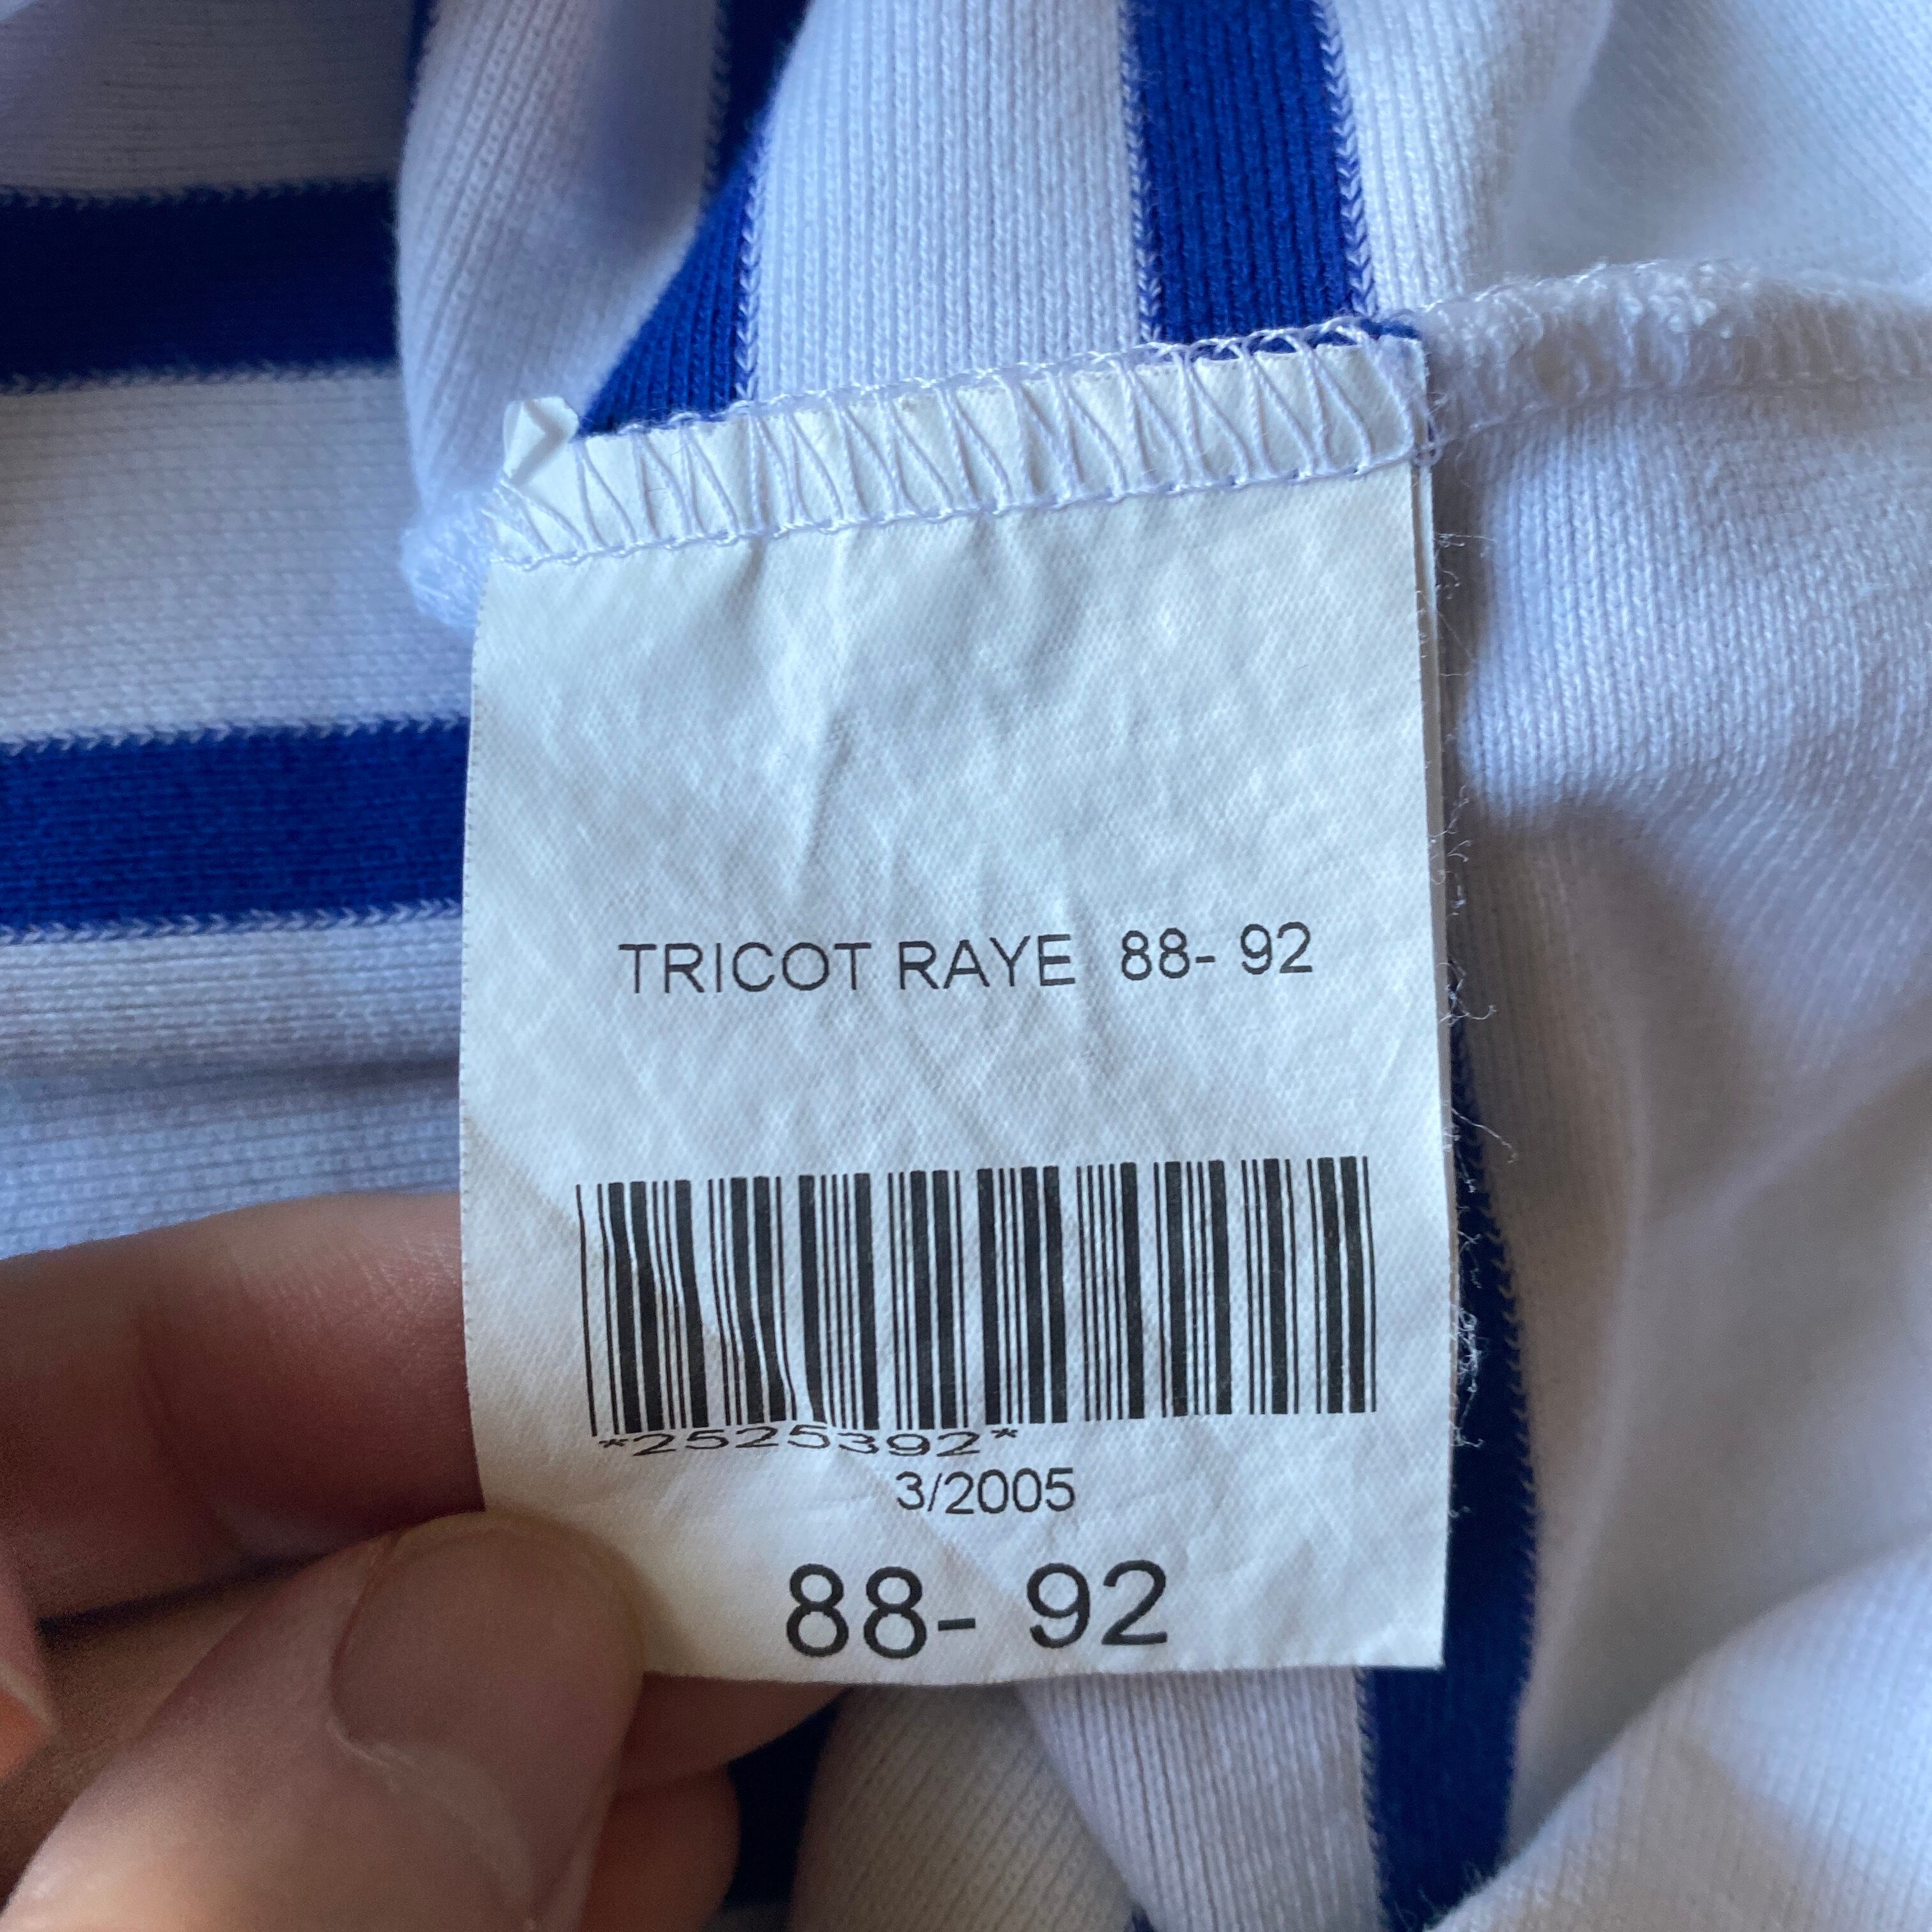 TRICOT RAYE 88- 92
*2525392*
3/2005
88- 92